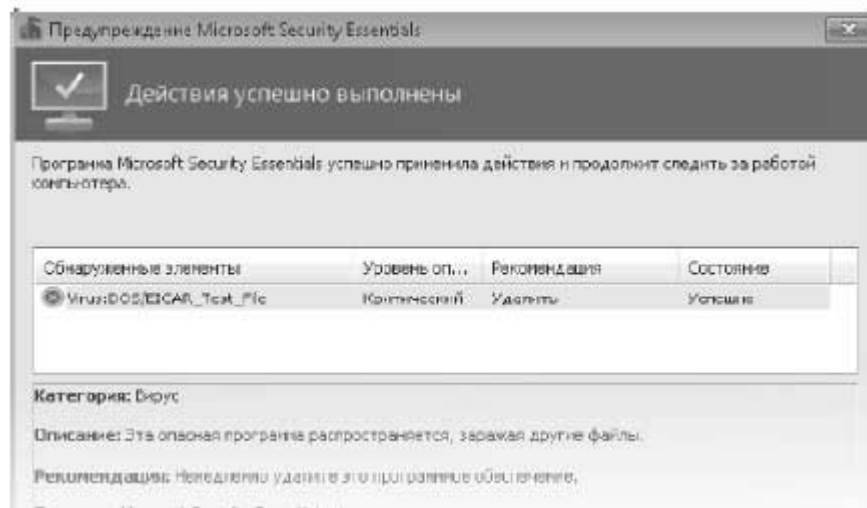 Предупреждение Microsoft Security Essentials
Действия успешно выполнены
Программа Microsoft Security Essentials успешно применила действия и продолжит следить за работой
компьютера.
Обнаруженные элементы Уровень оп... Рекомендация Состояние
Virus:DOS/EICAR_Test_File Критический Удалить Успешно
Категория: Вирус
Описание: Эта опасная программа распространяется, заражая другие файлы.
Рекомендация: Немедленно удалите это программное обеспечение.